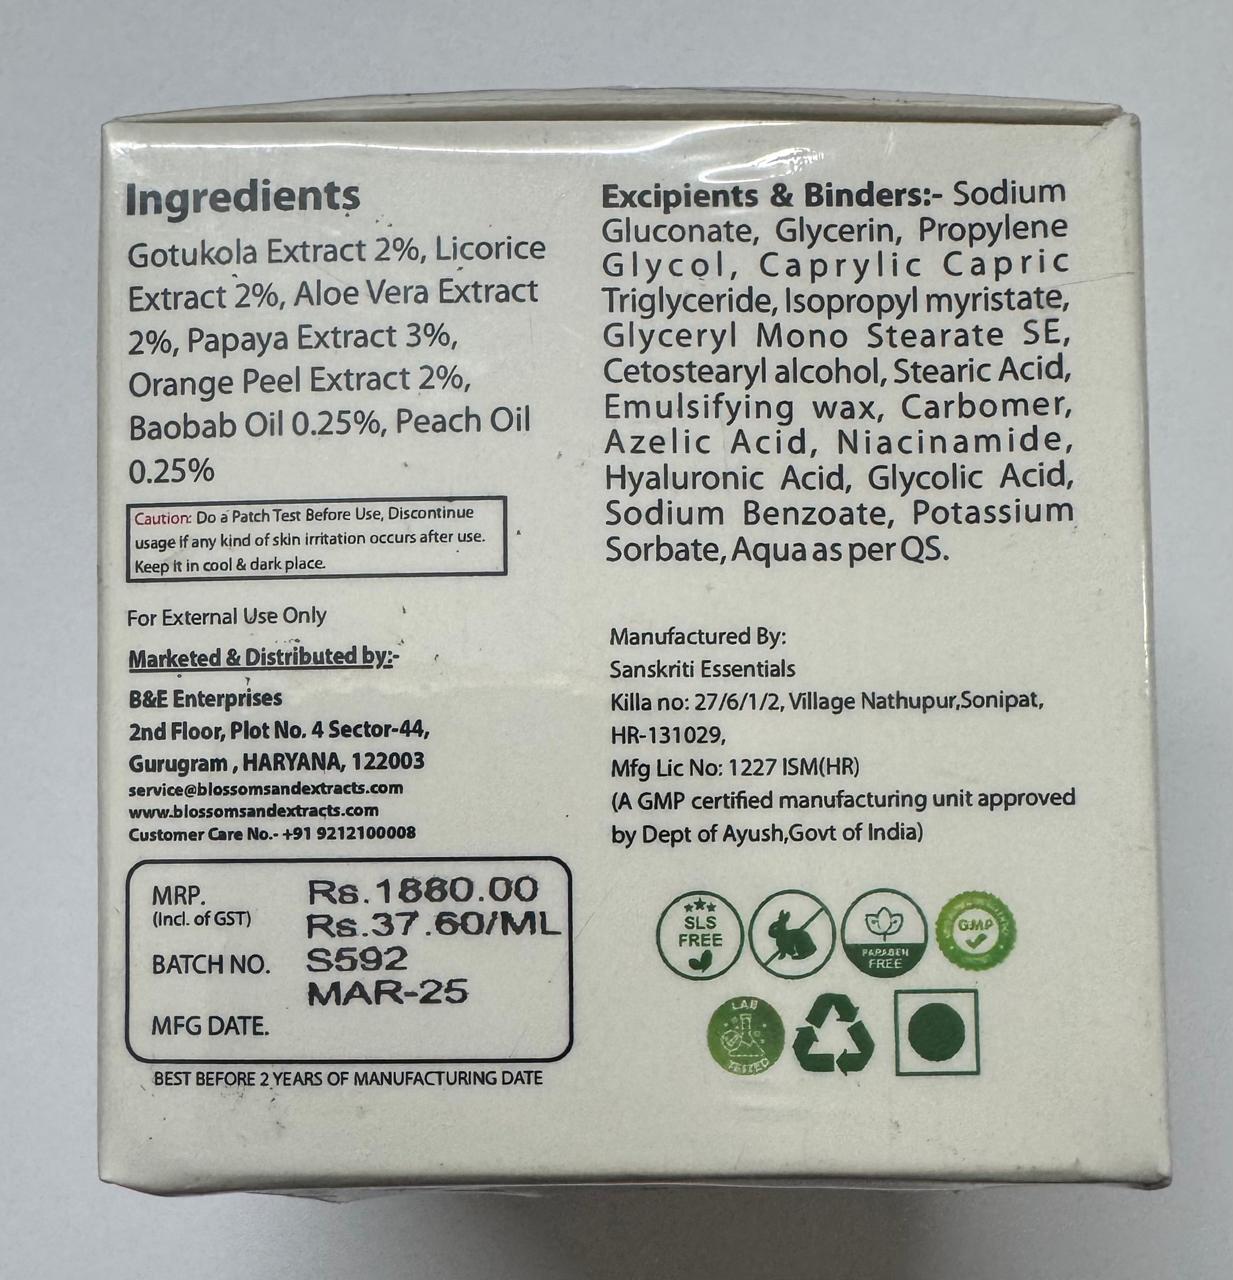 Ingredients
Gotukola Extract 2%, Licorice
Extract 2%, Aloe Vera Extract
2%, Papaya Extract 3%,
Orange Peel Extract 2%,
Baobab Oil 0.25%, Peach Oil
0.25%
Caution: Do a Patch Test Before Use, Discontinue
usage if any kind of skin irritation occurs after use.
Keep it in cool & dark place.
For External Use Only
Marketed & Distributed by:-
B&E Enterprises
2nd Floor, Plot No. 4 Sector-44,
Gurugram , HARYANA, 122003
service@blossomsandextracts.com
www.blossomsandextracts.com
Customer Care No.- +91 9212100008
MRP. Rs.1880.00
(Incl. of GST) Rs.37.60/ML
BATCH NO. S592
MAR-25
MFG DATE.
BEST BEFORE 2 YEARS OF MANUFACTURING DATE
Excipients & Binders:- Sodium
Gluconate, Glycerin, Propylene
Glycol, Caprylic Capric
Triglyceride, Isopropyl myristate,
Glyceryl Mono Stearate SE,
Cetostearyl alcohol, Stearic Acid,
Emulsifying wax, Carbomer,
Azelic Acid, Niacinamide,
Hyaluronic Acid, Glycolic Acid,
Sodium Benzoate, Potassium
Sorbate, Aqua as per QS.
Manufactured By:
Sanskriti Essentials
Killa no: 27/6/1/2, Village Nathupur,Sonipat,
HR-131029,
Mfg Lic No: 1227 ISM(HR)
(A GMP certified manufacturing unit approved
by Dept of Ayush,Govt of India)
SLS
FREE
PARABEN
FREE
GMP
LAB
TESTED